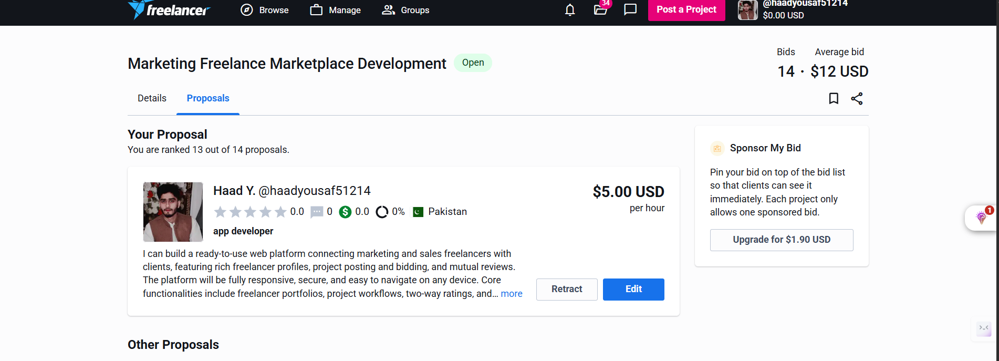 freelancer
Browse
Manage
Groups
34
Post a Project
@haadyousaf51214
$0.00 USD
Marketing Freelance Marketplace Development
Open
Bids
Average bid
14 · $12 USD
Details
Proposals
Your Proposal
You are ranked 13 out of 14 proposals.
Haad Y. @haadyousaf51214
0.0
0
$
0.0
0%
Pakistan
app developer
I can build a ready-to-use web platform connecting marketing and sales freelancers with
clients, featuring rich freelancer profiles, project posting and bidding, and mutual reviews.
The platform will be fully responsive, secure, and easy to navigate on any device. Core
functionalities include freelancer portfolios, project workflows, two-way ratings, and... more
$5.00 USD
per hour
Retract
Edit
Sponsor My Bid
Pin your bid on top of the bid list
so that clients can see it
immediately. Each project only
allows one sponsored bid.
Upgrade for $1.90 USD
1
Other Proposals